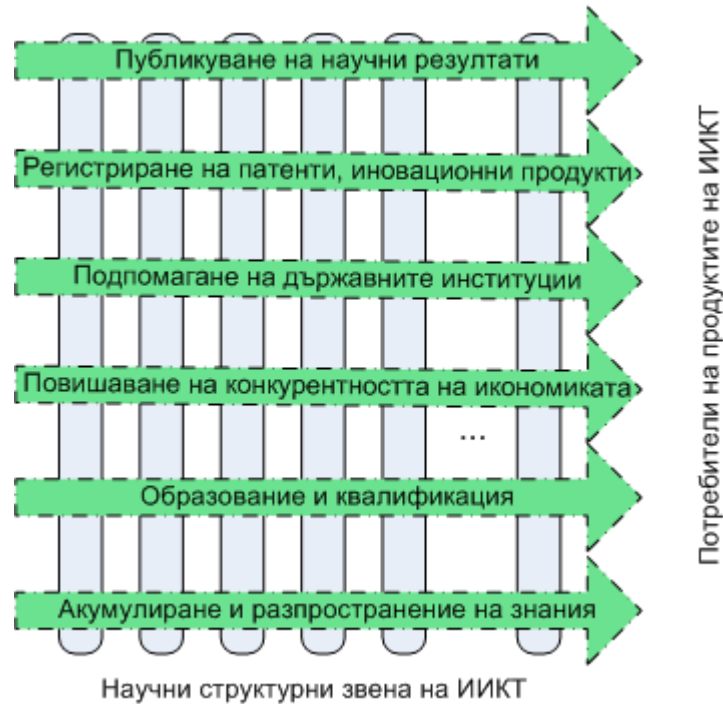 Публикуване на научни резултати
Регистриране на патенти, иновационни продукти
Подпомагане на държавните институции
Повишаване на конкурентността на икономиката
...
Образование и квалификация
Акумулиране и разпространение на знания
Научни структурни звена на ИИКТ
Потребители на продуктите на ИИКТ